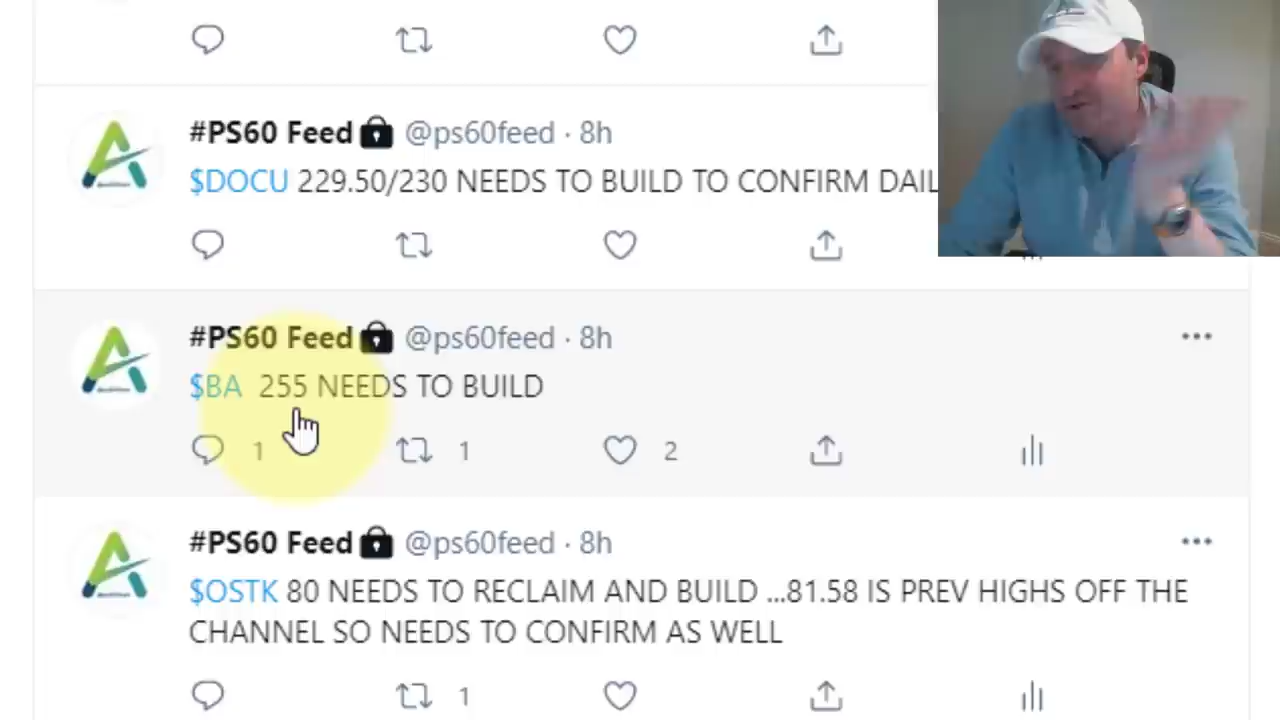 #PS60 Feed @ps60feed · 8h
$DOCU 229.50/230 NEEDS TO BUILD TO CONFIRM DAIL
#PS60 Feed @ps60feed · 8h
$BA 255 NEEDS TO BUILD
1 1 2
#PS60 Feed @ps60feed · 8h
$OSTK 80 NEEDS TO RECLAIM AND BUILD ...81.58 IS PREV HIGHS OFF THE
CHANNEL SO NEEDS TO CONFIRM AS WELL
1